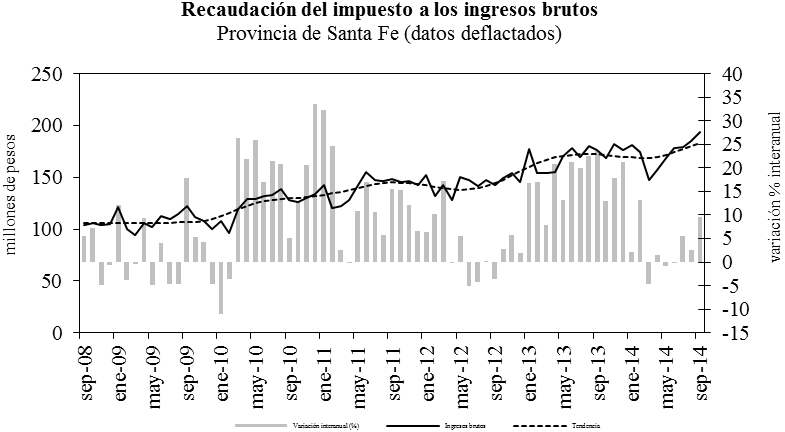 Recaudación del impuesto a los ingresos brutos
Provincia de Santa Fe (datos deflactados)
millones de pesos
250
200
150
100
50
0
40
35
30
25
20
15
10
5
0
-5
-10
-15
variación % interanual
sep-08
ene-09
may-09
sep-09
ene-10
may-10
sep-10
ene-11
may-11
sep-11
ene-12
may-12
sep-12
ene-13
may-13
sep-13
ene-14
may-14
sep-14
Variación interanual (%)
Ingresos brutos
Tendencia